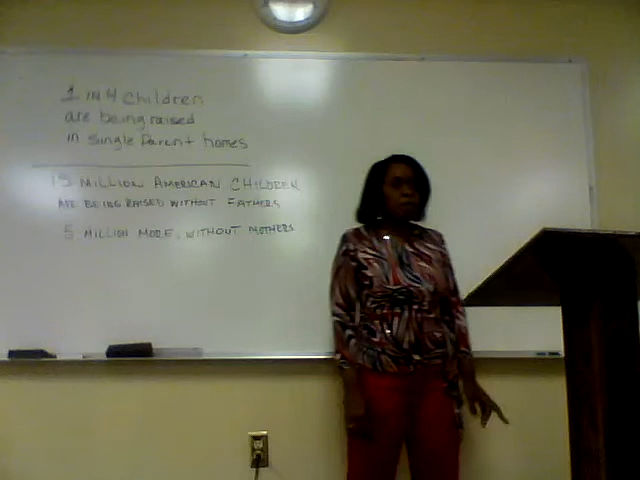 1 in 4 children
are being raised
in single Parent homes
15 MILLION AMERICAN CHILDREN
ARE BEING RAISED WITHOUT FATHERS
5 MILLION MORE, WITHOUT MOTHERS